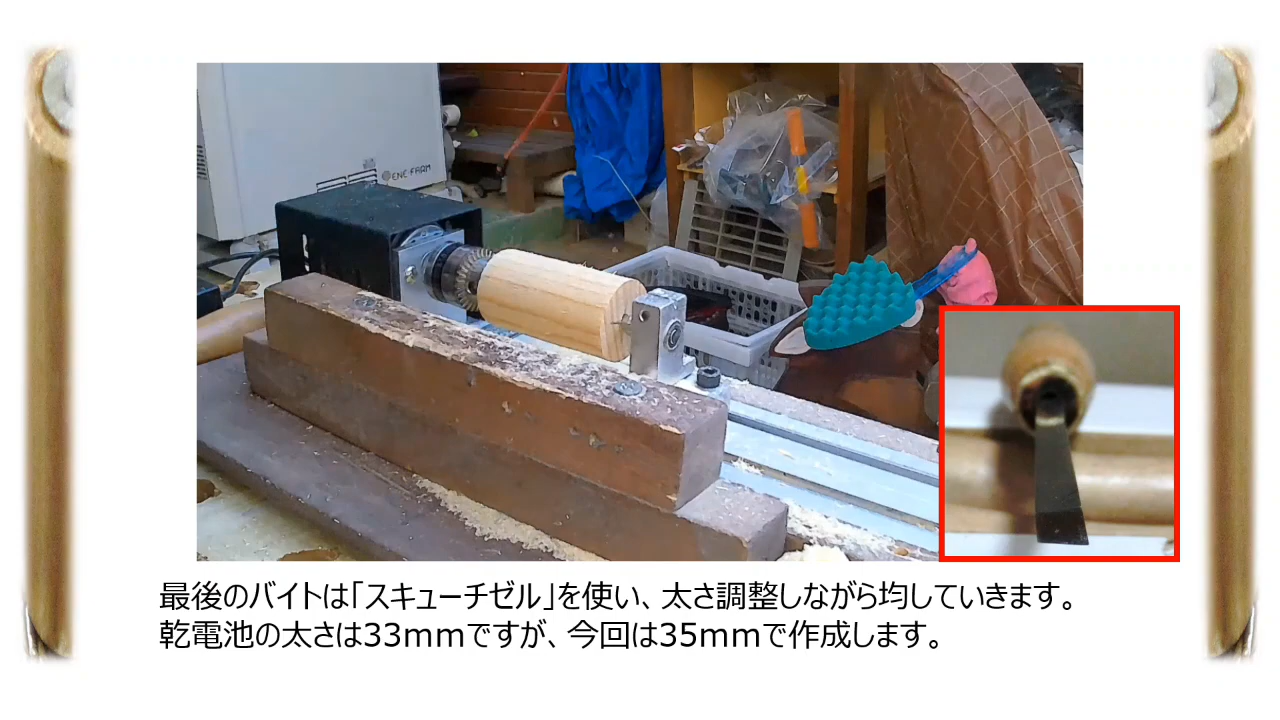 ENE・FARM
最後のバイトは「スキューチゼル」を使い、太さ調整しながら均していきます。
乾電池の太さは33mmですが、今回は35mmで作成します。